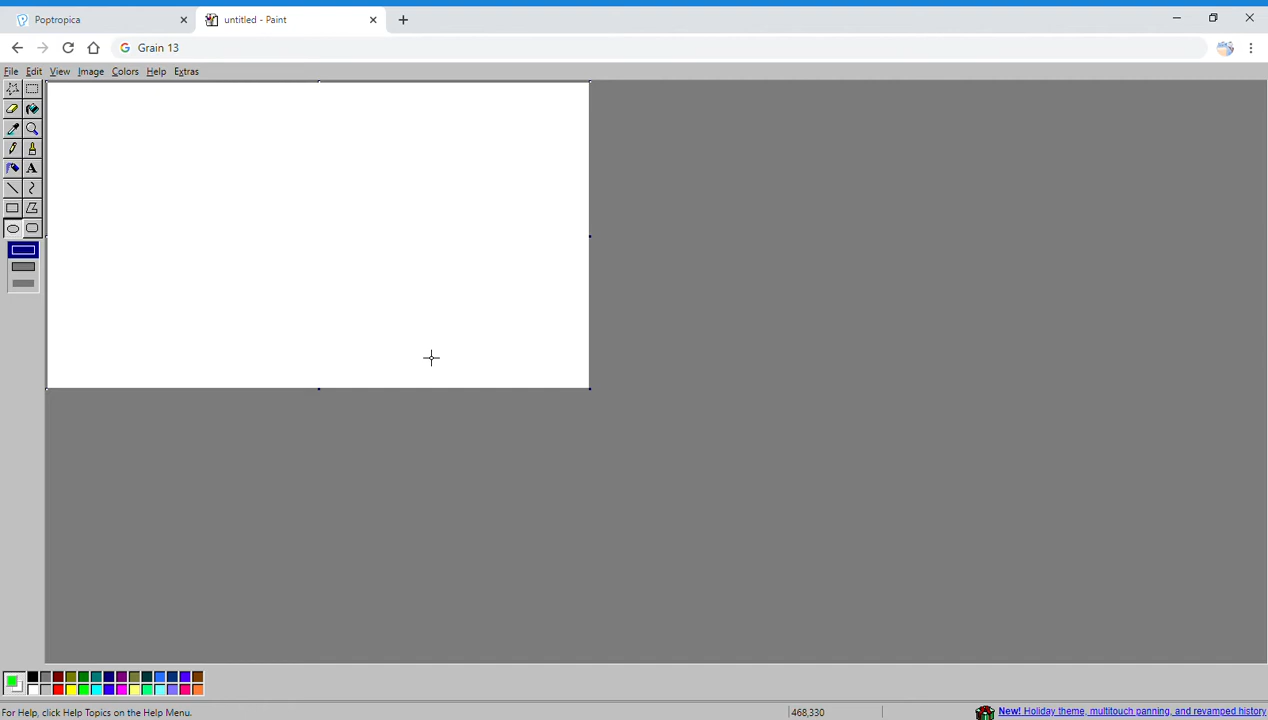 Poptropica
untitled - Paint
Grain 13
File Edit View Image Colors Help Extras
A
For Help, click Help Topics on the Help Menu.
468,330
New! Holiday theme, multitouch panning, and revamped history